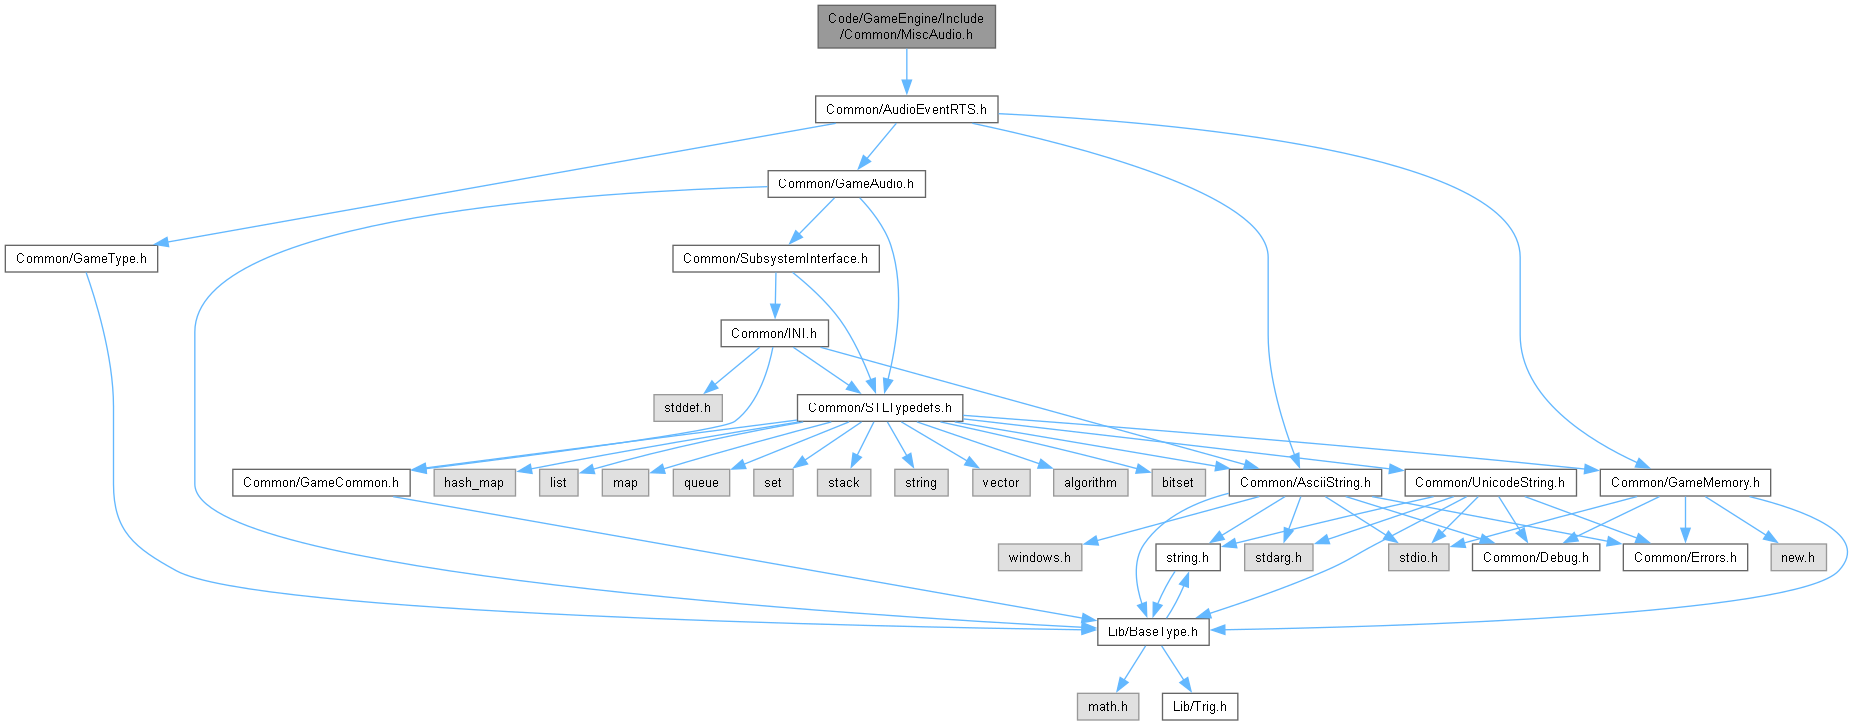 Code/GameEngine/Include
/Common/MiscAudio.h
Common/AudioEventRTS.h
Common/GameAudio.h
Common/GameType.h
Common/SubsystemInterface.h
Common/INI.h
stddef.h
Common/STLTypedefs.h
Common/GameCommon.h
hash_map
list
map
queue
set
stack
string
vector
algorithm
bitset
Common/AsciiString.h
Common/UnicodeString.h
Common/GameMemory.h
windows.h
string.h
stdarg.h
stdio.h
Common/Debug.h
Common/Errors.h
new.h
Lib/BaseType.h
math.h
Lib/Trig.h